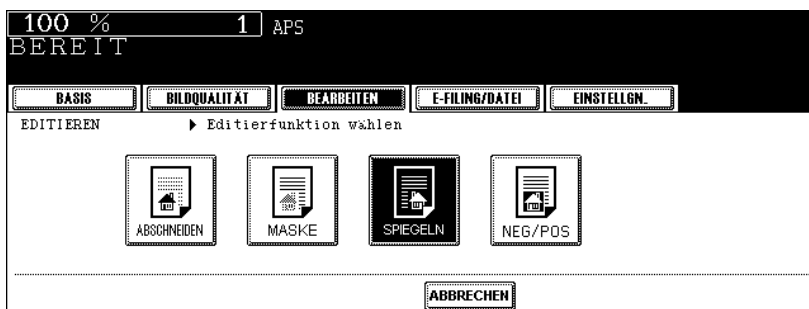 100 % 1 APS
BEREIT
BASIS BILDQUALITÄT BEARBEITEN E-FILING/DATEI EINSTELLGN.
EDITIEREN ▶ Editierfunktion wählen
ABSCHNEIDEN MASKE SPIEGELN NEG/POS
ABBRECHEN